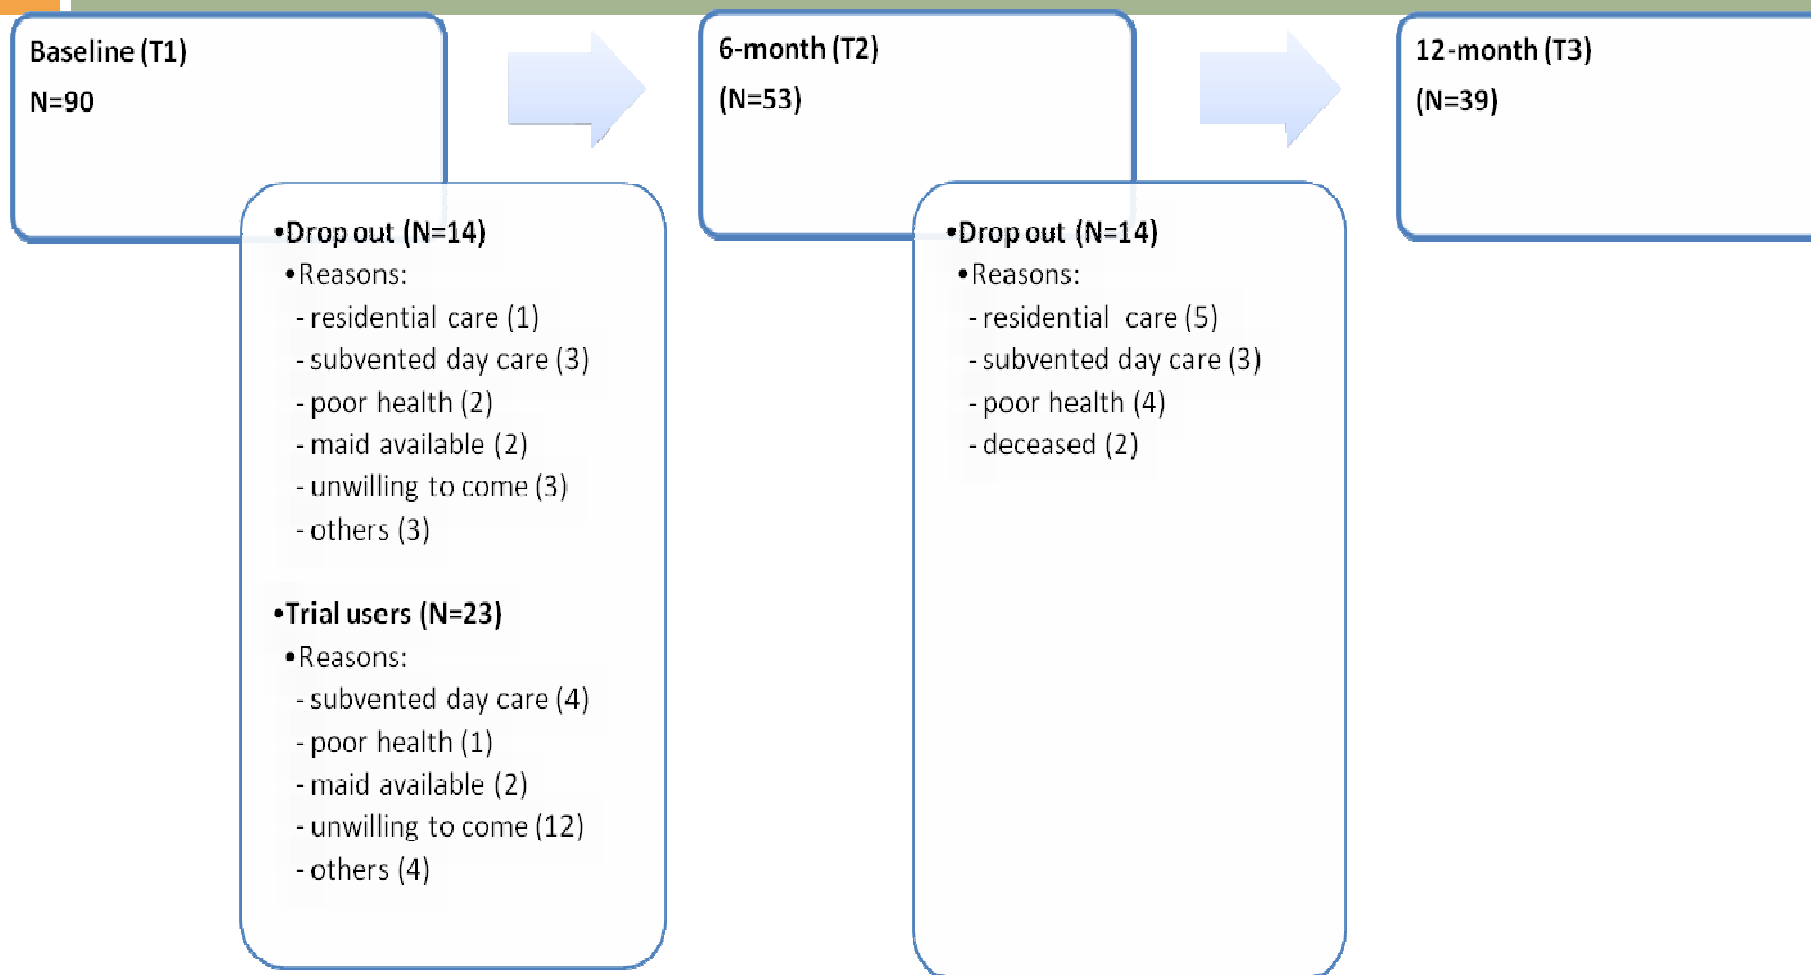 Baseline (T1)
N=90
•Drop out (N=14)
•Reasons:
- residential care (1)
- subvented day care (3)
- poor health (2)
- maid available (2)
- unwilling to come (3)
- others (3)
•Trial users (N=23)
•Reasons:
- subvented day care (4)
- poor health (1)
- maid available (2)
- unwilling to come (12)
- others (4)
6-month (T2)
(N=53)
•Drop out (N=14)
•Reasons:
- residential care (5)
- subvented day care (3)
- poor health (4)
- deceased (2)
12-month (T3)
(N=39)